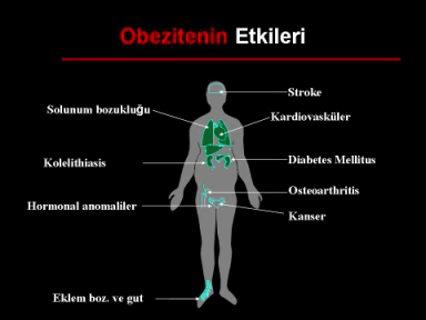 Obezitenin Etkileri
Stroke
Solunum bozukluğu
Kardiovasküler
Kolelithiasis
Diabetes Mellitus
Osteoarthritis
Hormonal anomaliler
Kanser
Eklem boz. ve gut